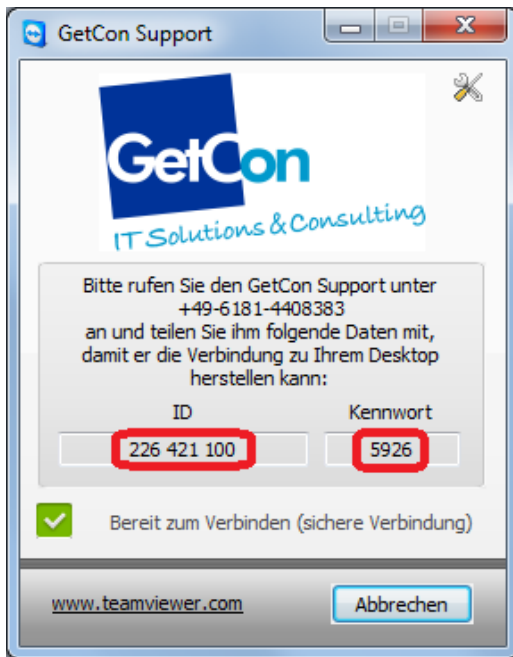 GetCon Support
GetCon
IT Solutions & Consulting
Bitte rufen Sie den GetCon Support unter
+49-6181-4408383
an und teilen Sie ihm folgende Daten mit,
damit er die Verbindung zu Ihrem Desktop
herstellen kann:
ID Kennwort
226 421 100 5926
Bereit zum Verbinden (sichere Verbindung)
www.teamviewer.com Abbrechen